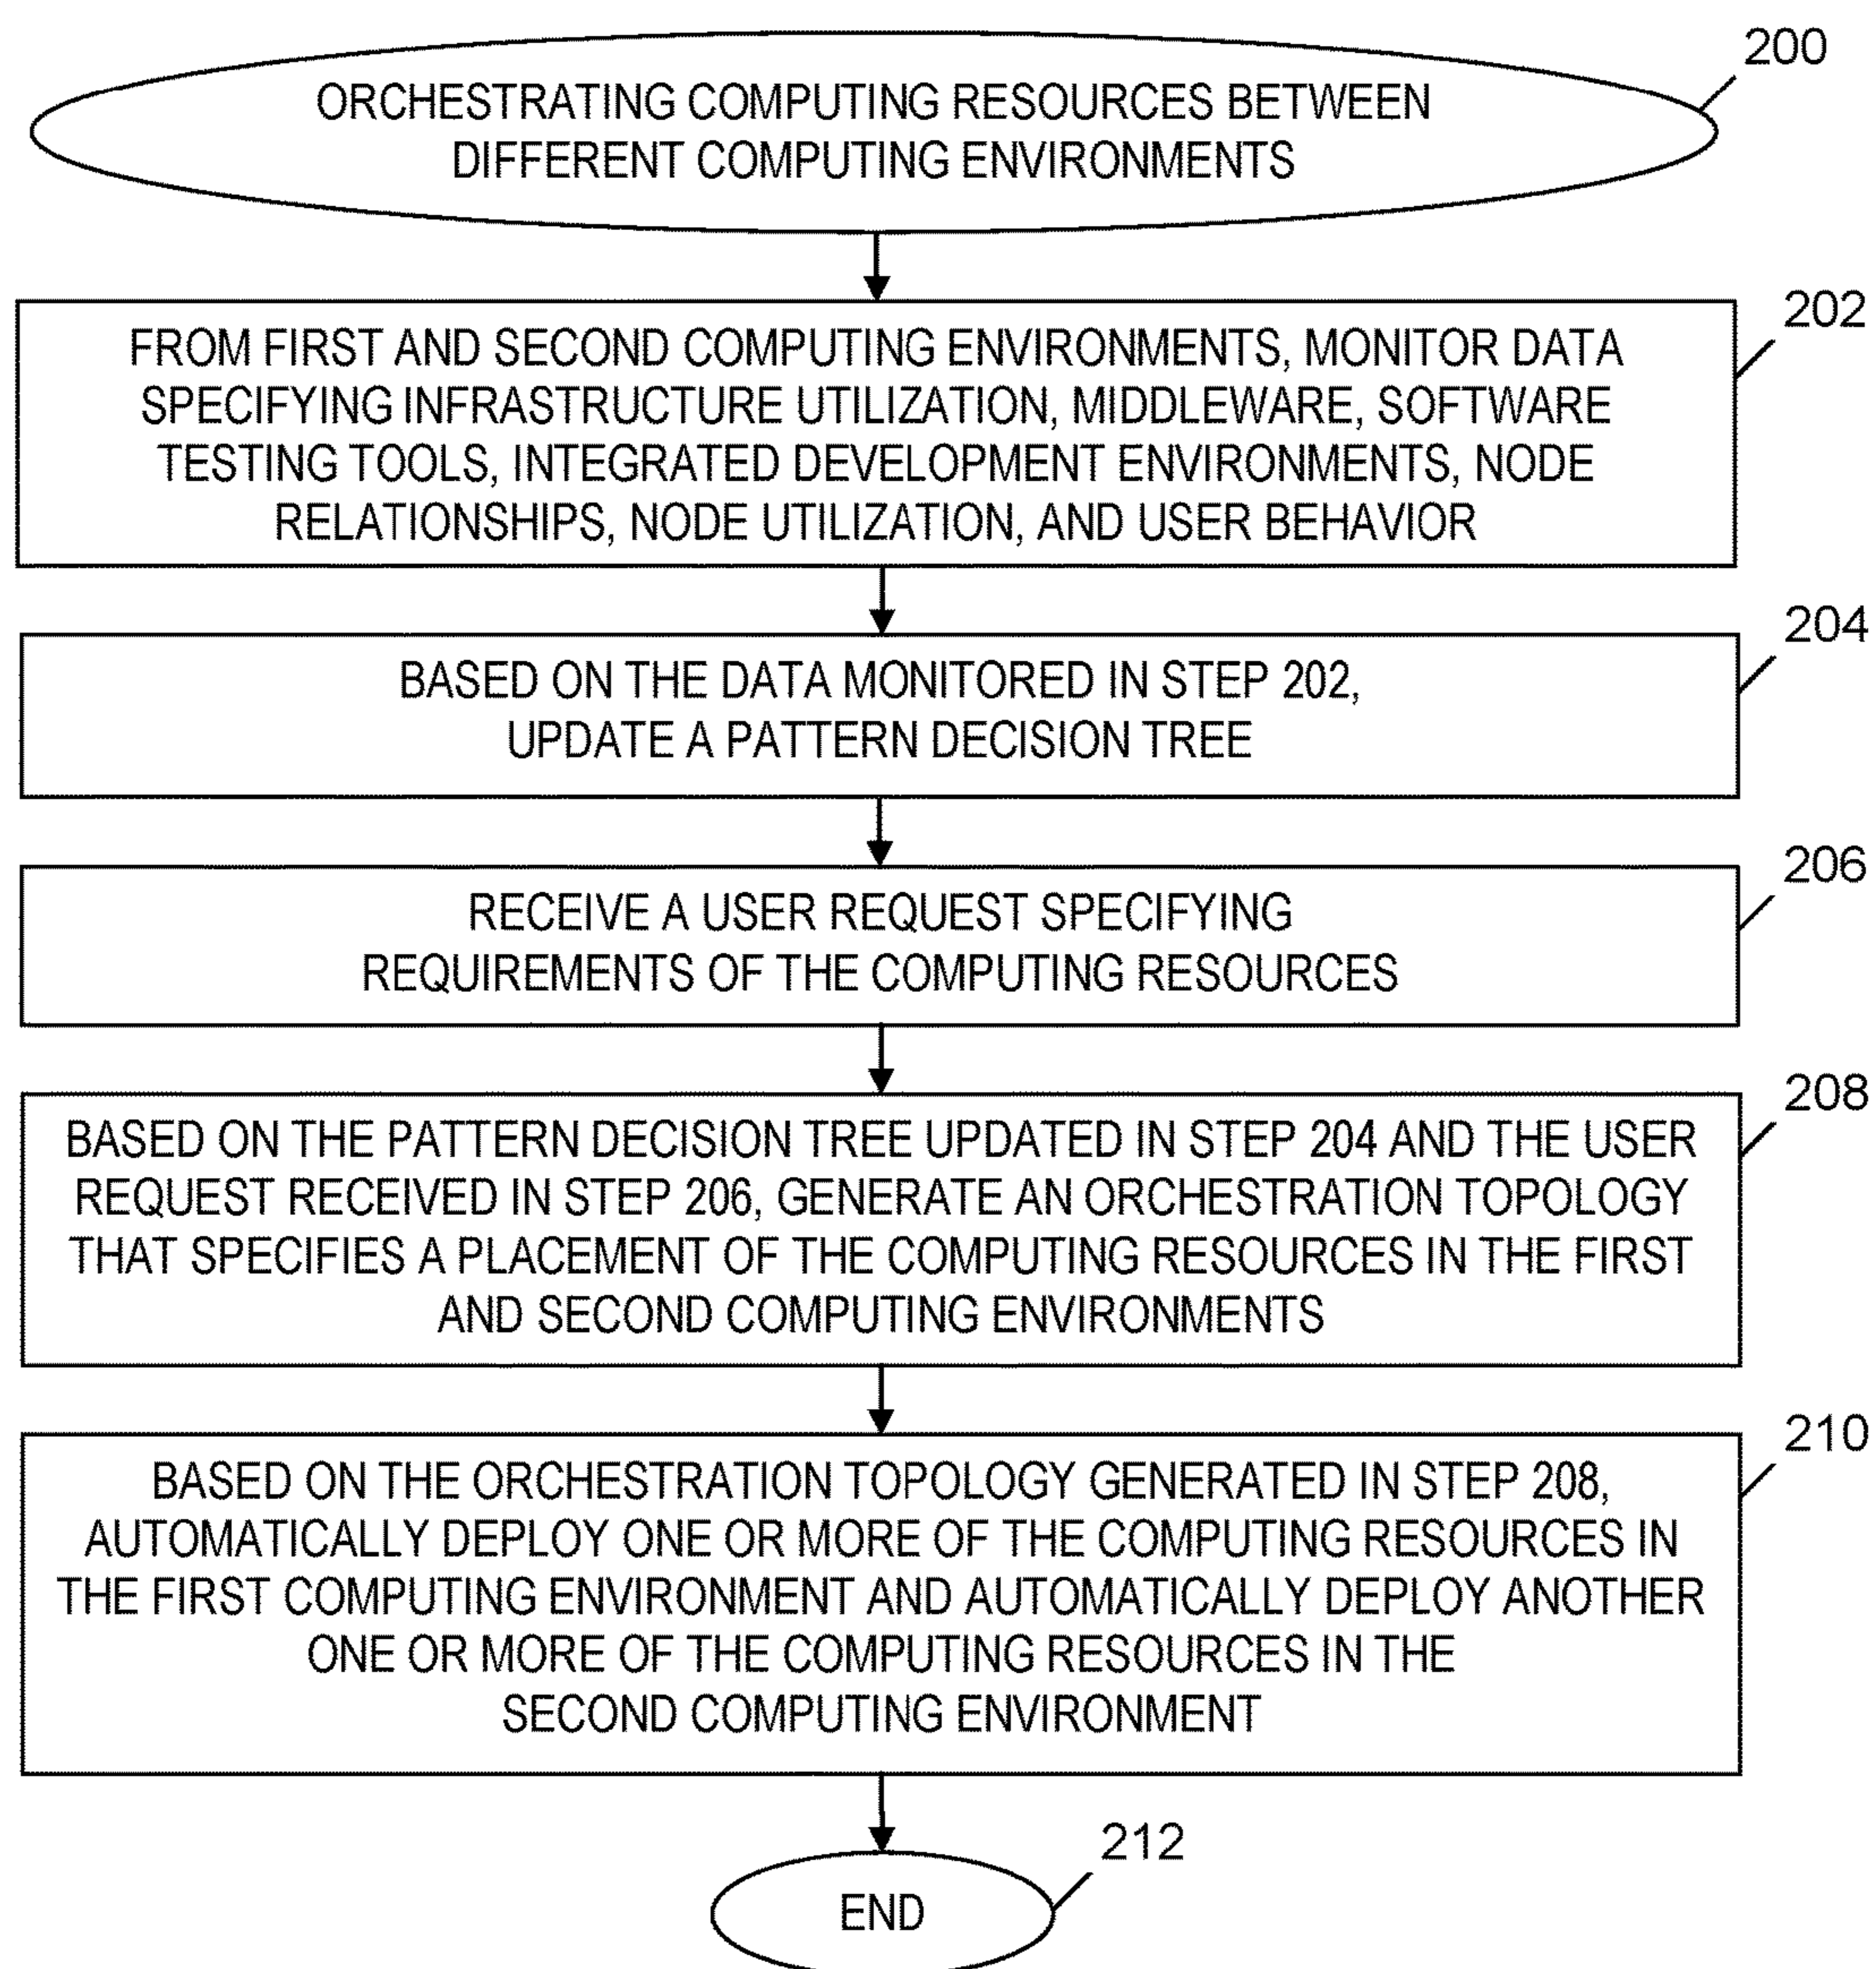 200
ORCHESTRATING COMPUTING RESOURCES BETWEEN
DIFFERENT COMPUTING ENVIRONMENTS
202
FROM FIRST AND SECOND COMPUTING ENVIRONMENTS, MONITOR DATA
SPECIFYING INFRASTRUCTURE UTILIZATION, MIDDLEWARE, SOFTWARE
TESTING TOOLS, INTEGRATED DEVELOPMENT ENVIRONMENTS, NODE
RELATIONSHIPS, NODE UTILIZATION, AND USER BEHAVIOR
204
BASED ON THE DATA MONITORED IN STEP 202,
UPDATE A PATTERN DECISION TREE
206
RECEIVE A USER REQUEST SPECIFYING
REQUIREMENTS OF THE COMPUTING RESOURCES
208
BASED ON THE PATTERN DECISION TREE UPDATED IN STEP 204 AND THE USER
REQUEST RECEIVED IN STEP 206, GENERATE AN ORCHESTRATION TOPOLOGY
THAT SPECIFIES A PLACEMENT OF THE COMPUTING RESOURCES IN THE FIRST
AND SECOND COMPUTING ENVIRONMENTS
210
BASED ON THE ORCHESTRATION TOPOLOGY GENERATED IN STEP 208,
AUTOMATICALLY DEPLOY ONE OR MORE OF THE COMPUTING RESOURCES IN
THE FIRST COMPUTING ENVIRONMENT AND AUTOMATICALLY DEPLOY ANOTHER
ONE OR MORE OF THE COMPUTING RESOURCES IN THE
SECOND COMPUTING ENVIRONMENT
212
END